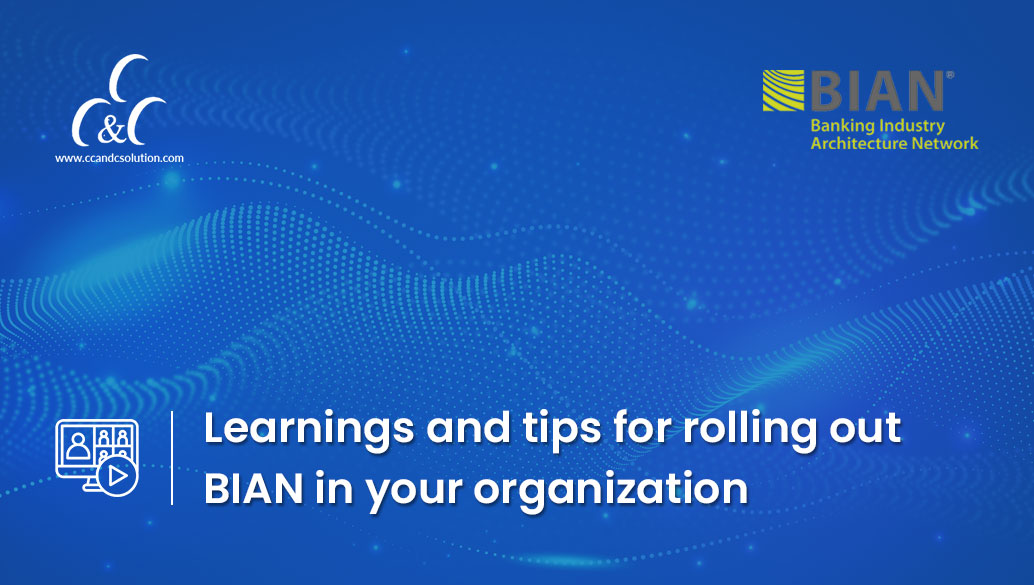 C
C&C
www.ccandcsolution.com
BIAN®
Banking Industry
Architecture Network
Learnings and tips for rolling out
BIAN in your organization